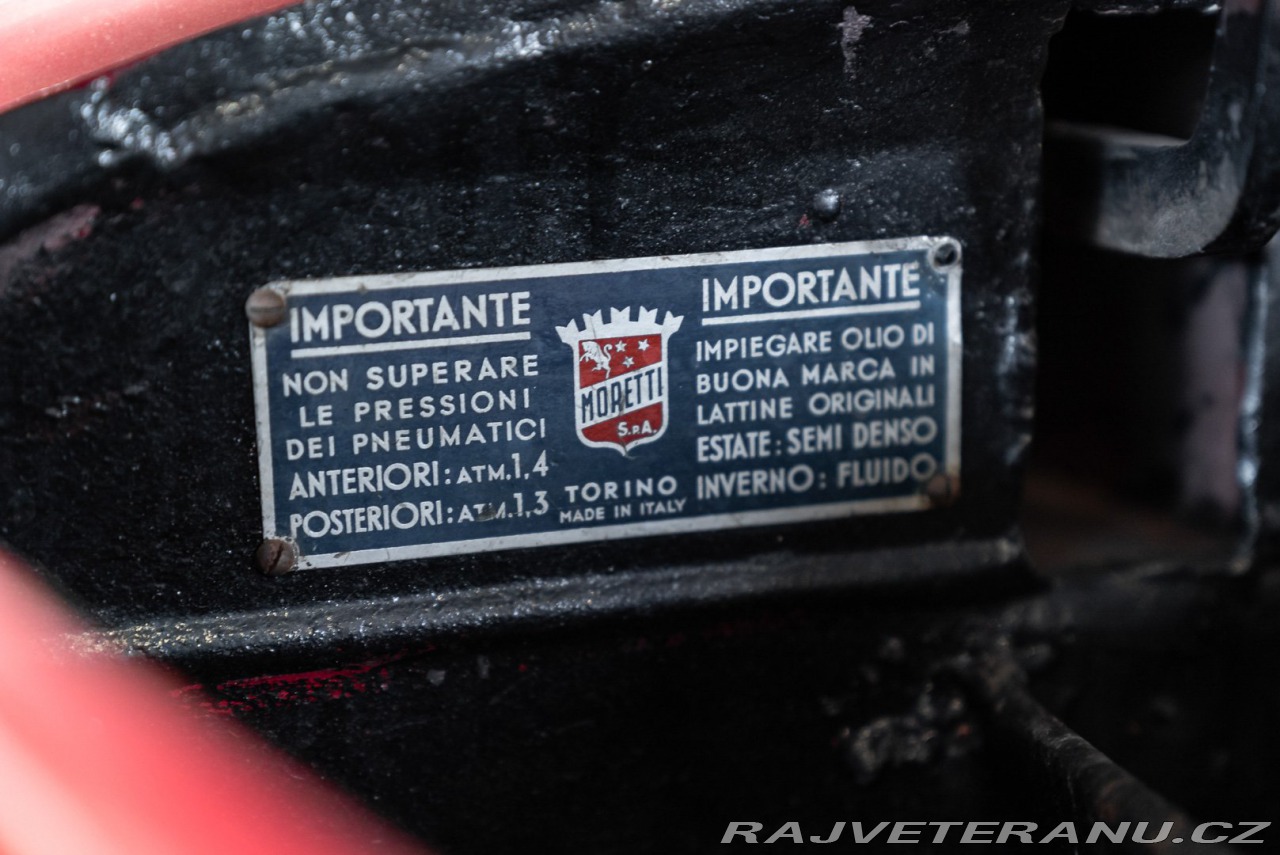 IMPORTANTE
NON SUPERARE
LE PRESSIONI
DEI PNEUMATICI
ANTERIORI: ATM.1,4
POSTERIORI: ATM.1,3
MORETTI
S.P.A.
TORINO
MADE IN ITALY
IMPORTANTE
IMPIEGARE OLIO DI
BUONA MARCA IN
LATTINE ORIGINALI
ESTATE: SEMI DENSO
INVERNO: FLUIDO
RAJVETERANU.CZ